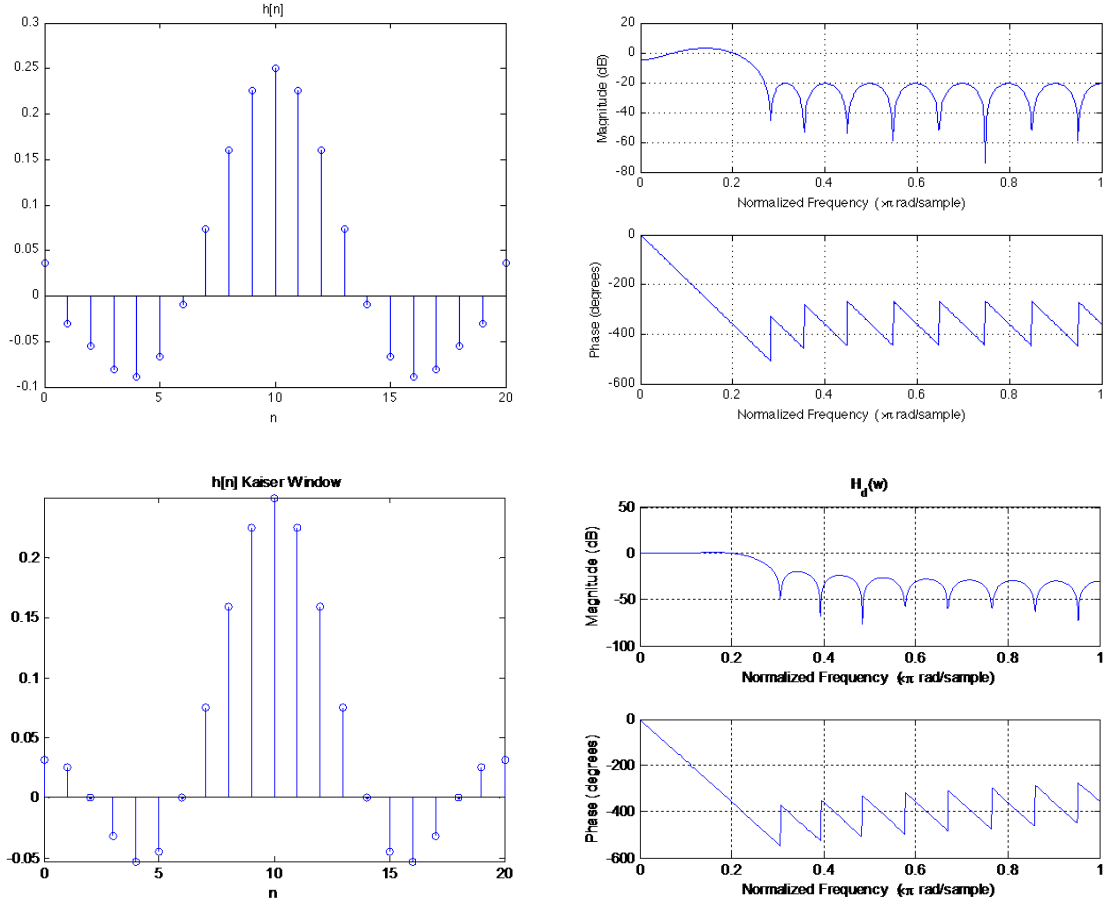 h[n]
0.3
0.25
0.2
0.15
0.1
0.05
0
-0.05
-0.1
0 5 10 15 20
n
Magnitude (dB)
20
0
-20
-40
-60
-80
0 0.2 0.4 0.6 0.8 1
Normalized Frequency (×π rad/sample)
Phase (degrees)
0
-200
-400
-600
0 0.2 0.4 0.6 0.8 1
Normalized Frequency (×π rad/sample)
h[n] Kaiser Window
0.2
0.15
0.1
0.05
0
-0.05
0 5 10 15 20
n
H_d(w)
Magnitude (dB)
50
0
-50
-100
0 0.2 0.4 0.6 0.8 1
Normalized Frequency (×π rad/sample)
Phase (degrees)
0
-200
-400
-600
0 0.2 0.4 0.6 0.8 1
Normalized Frequency (×π rad/sample)